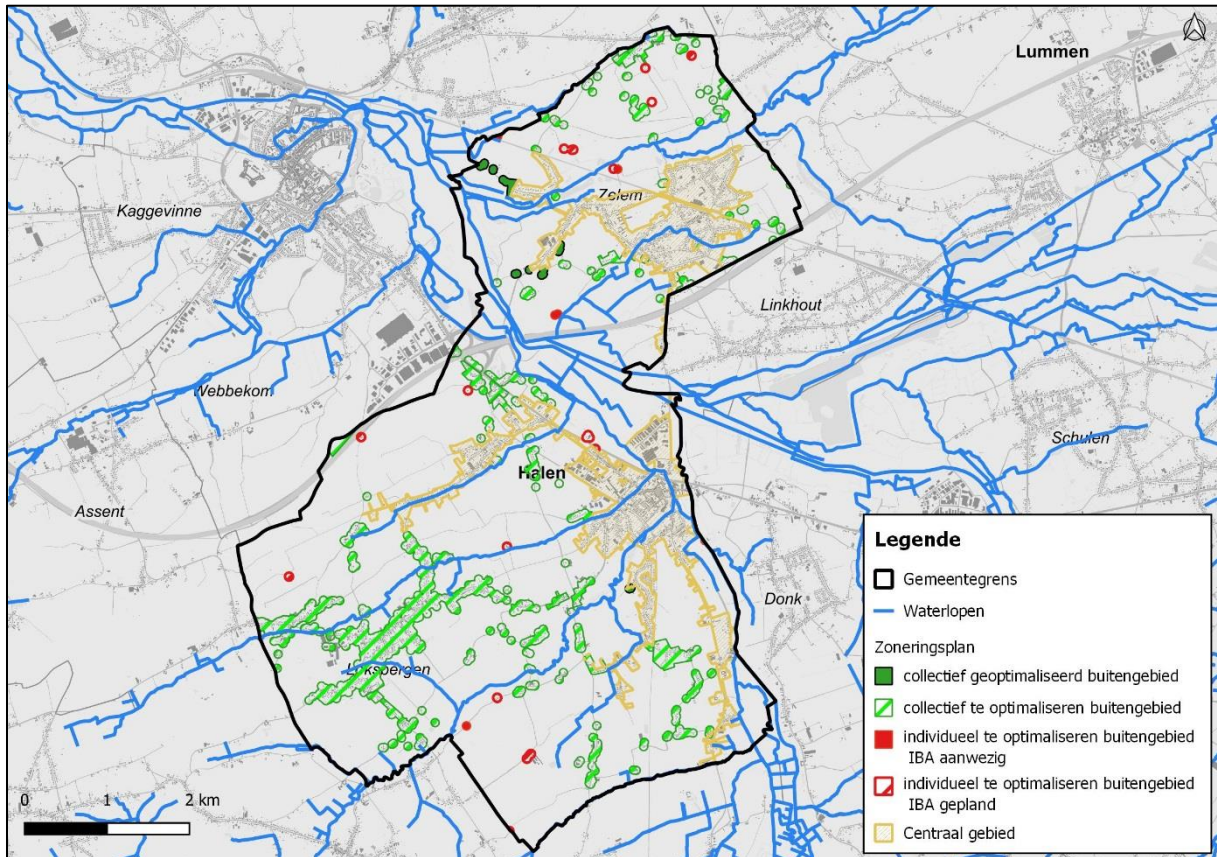 Lummen
Kaggevinne
Zelem
Linkhout
Webbekom
Schulen
Halen
Assent
Donk
Loksbergen
0 1 2 km
Legende
Gemeentegrens
Waterlopen
Zoneringsplan
collectief geoptimaliseerd buitengebied
collectief te optimaliseren buitengebied
individueel te optimaliseren buitengebied
IBA aanwezig
individueel te optimaliseren buitengebied
IBA gepland
Centraal gebied